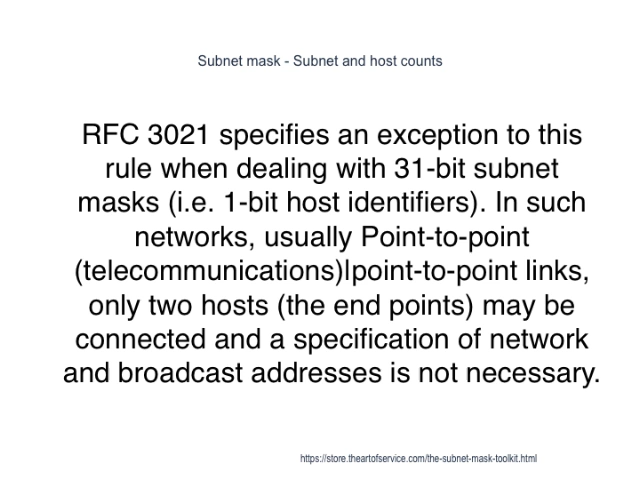 Subnet mask - Subnet and host counts
RFC 3021 specifies an exception to this
rule when dealing with 31-bit subnet
masks (i.e. 1-bit host identifiers). In such
networks, usually Point-to-point
(telecommunications)|point-to-point links,
only two hosts (the end points) may be
connected and a specification of network
and broadcast addresses is not necessary.
https://store.theartofservice.com/the-subnet-mask-toolkit.html